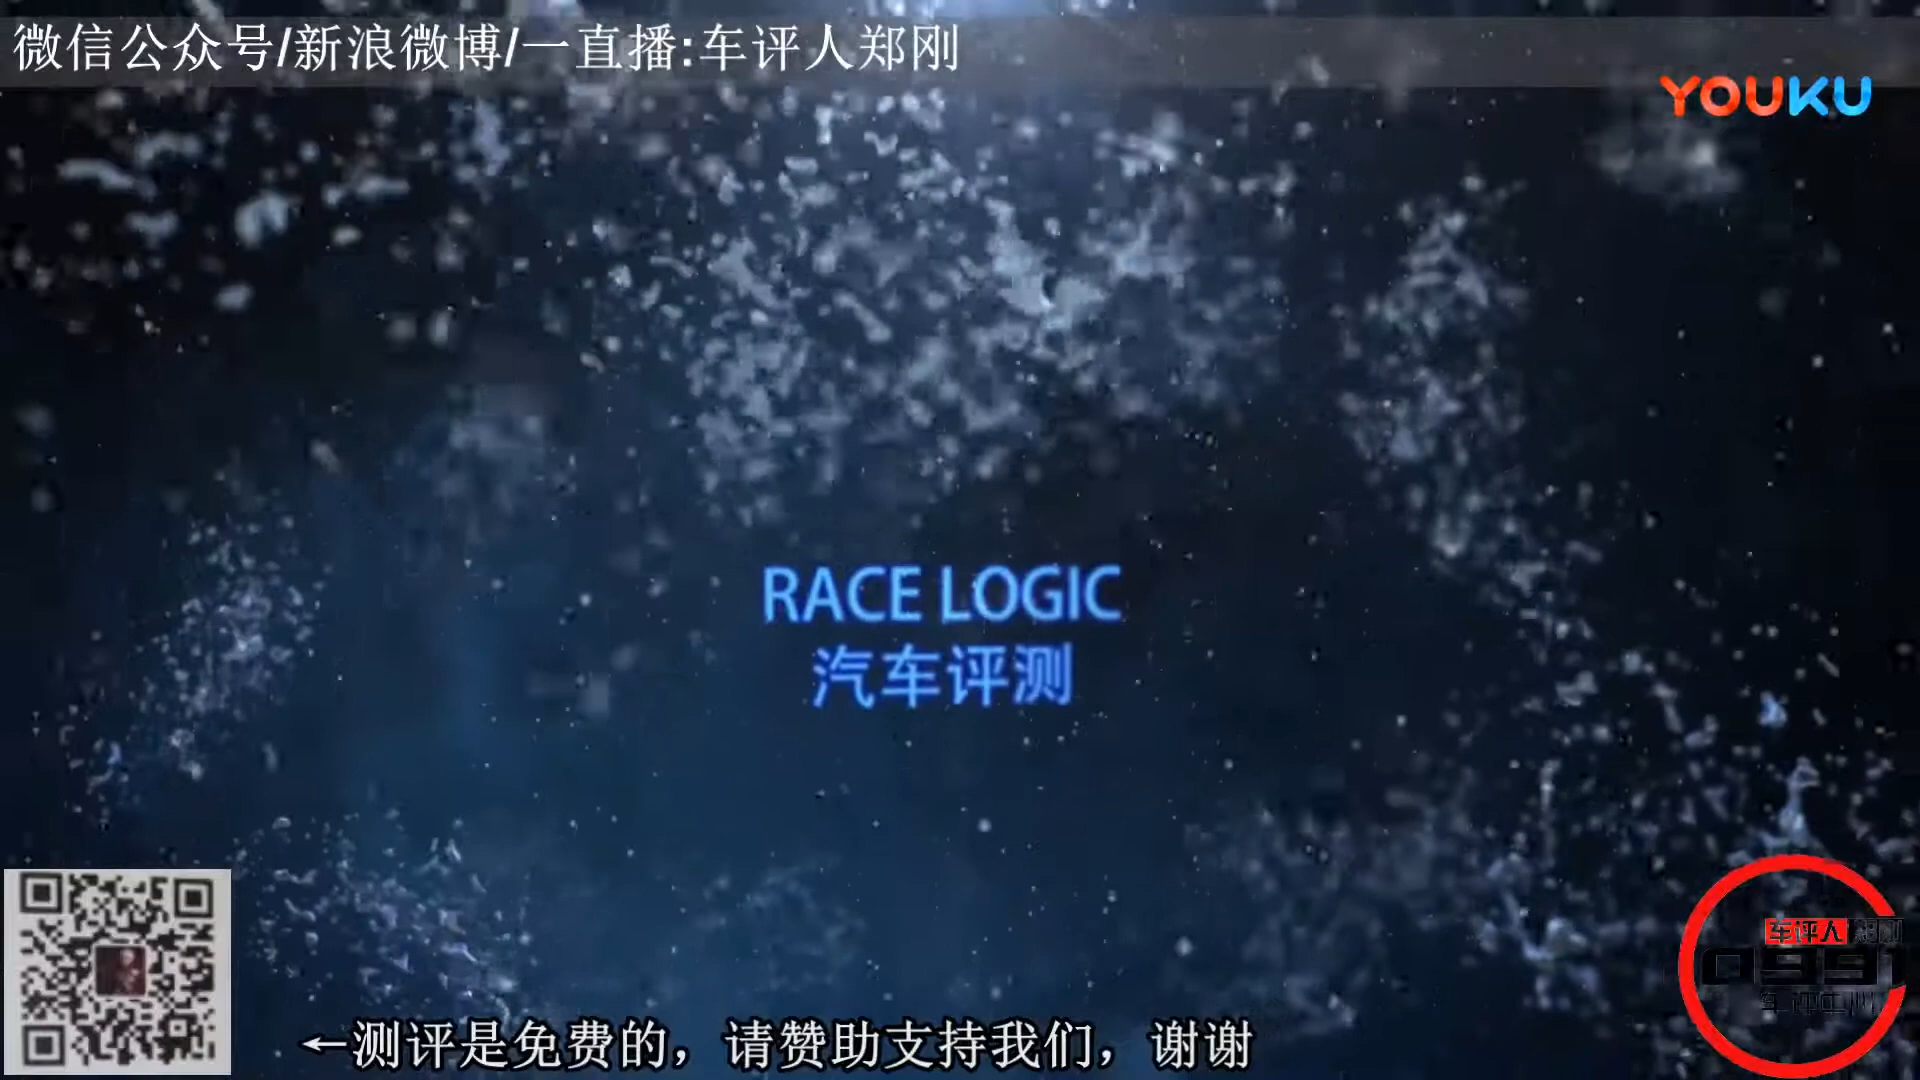 微信公众号/新浪微博/一直播:车评人郑刚
YOUKU
RACE LOGIC
汽车评测
车评人郑刚
0991
←测评是免费的，请赞助支持我们，谢谢